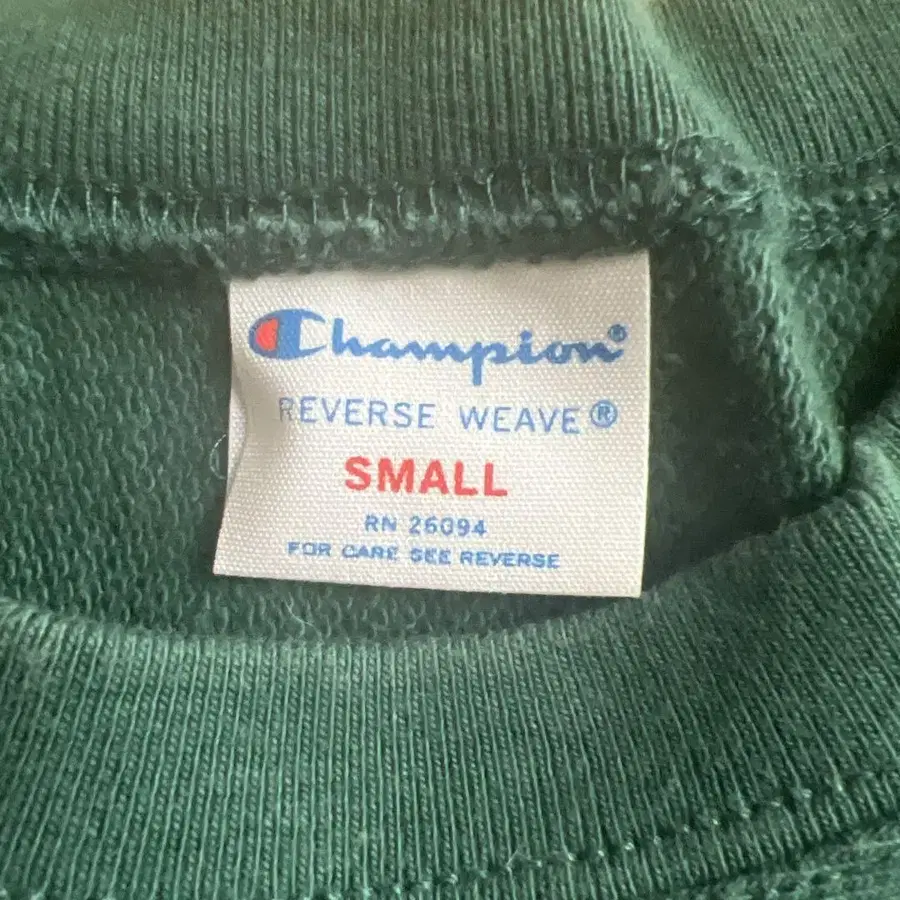 Champion®
REVERSE WEAVE®
SMALL
RN 26094
FOR CARE SEE REVERSE